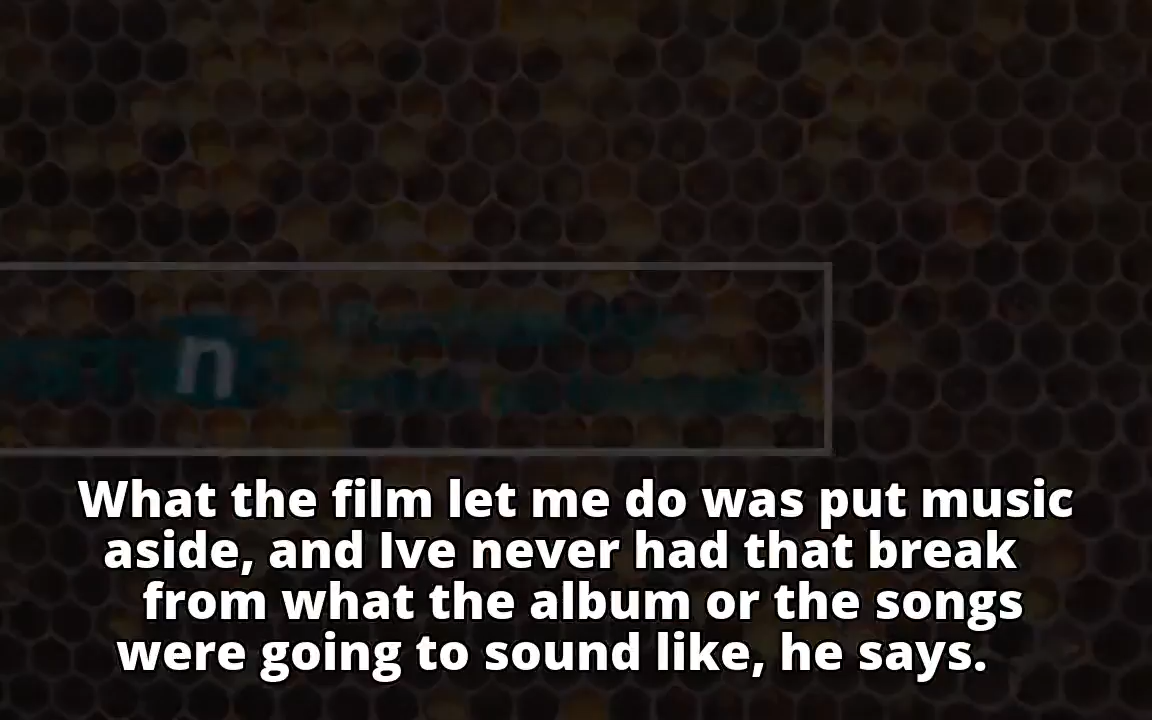 n
What the film let me do was put music
aside, and Ive never had that break
from what the album or the songs
were going to sound like, he says.